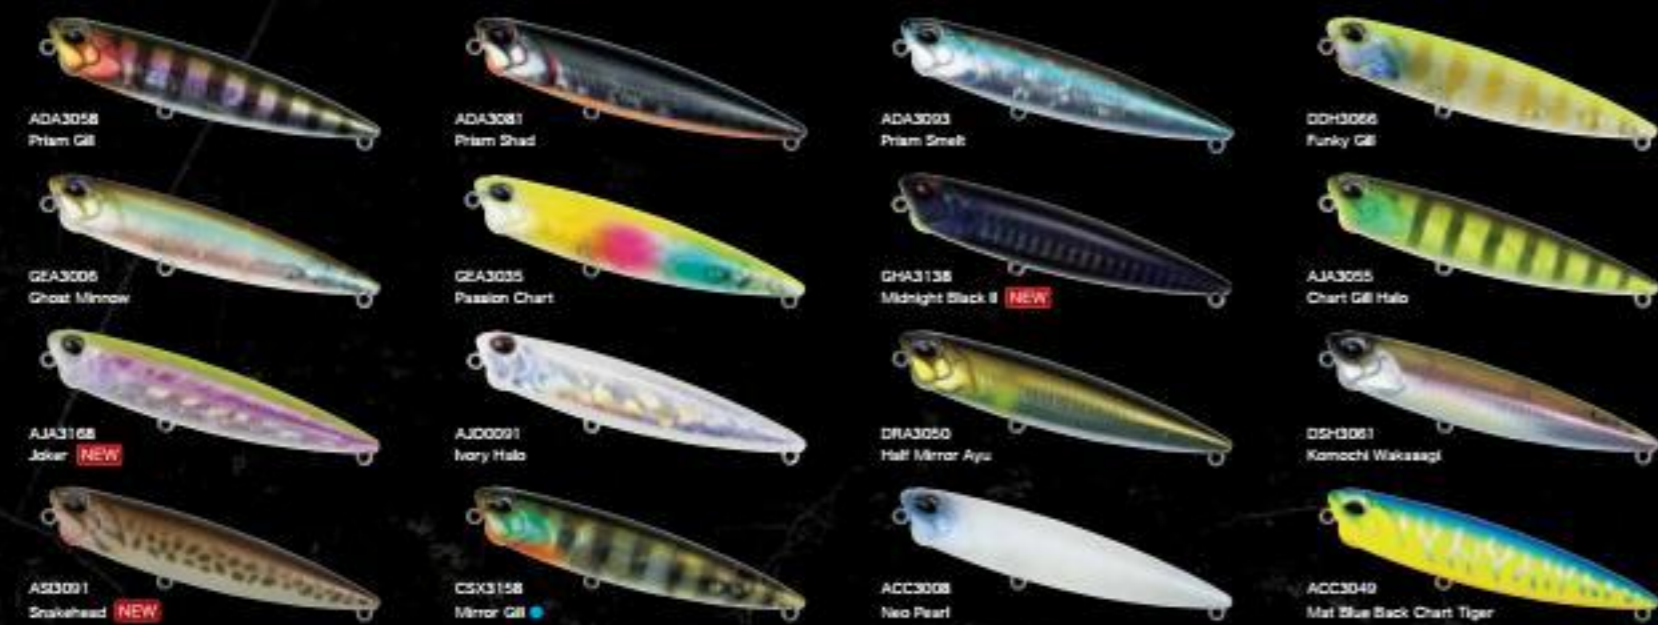 ADA3058
Prism Gill
ADA3081
Prism Shad
ADA3093
Prism Smelt
DDH3066
Funky Gill
GEA3006
Ghost Minnow
GEA3035
Passion Chart
GHA3138
Midnight Black II NEW
AJA3055
Chart Gill Halo
AJA3168
Joker NEW
AJO0091
Ivory Halo
DRA3050
Half Mirror Ayu
DSH3061
Komochi Wakasagi
ASI3091
Snakehead NEW
CSX3158
Mirror Gill
ACC3008
Neo Pearl
ACC3049
Mat Blue Back Chart Tiger